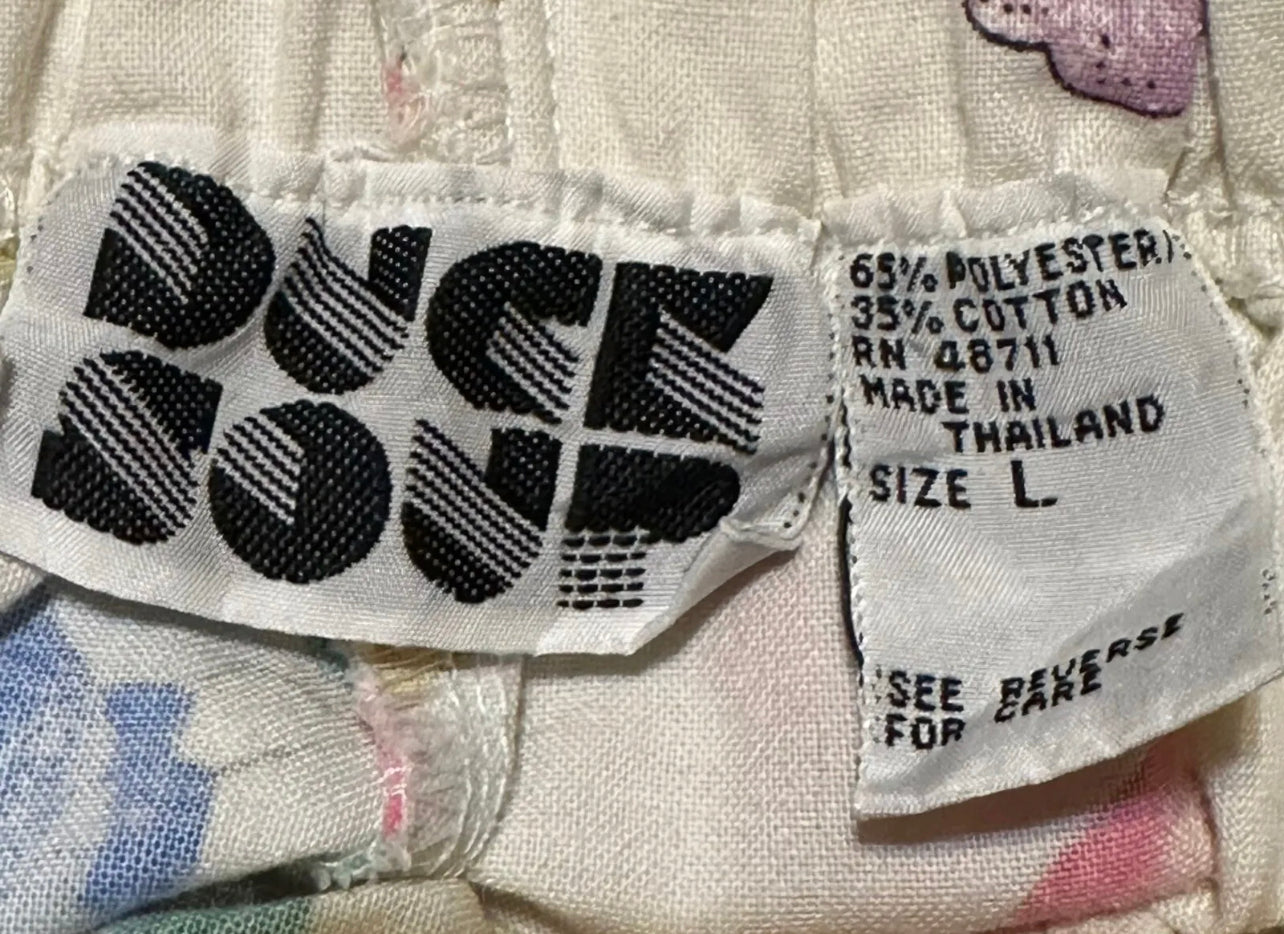 DUCK
SOUP
65% POLYESTER/
35% COTTON
RN 48711
MADE IN
THAILAND
SIZE L
SEE REVERSE
FOR CARE